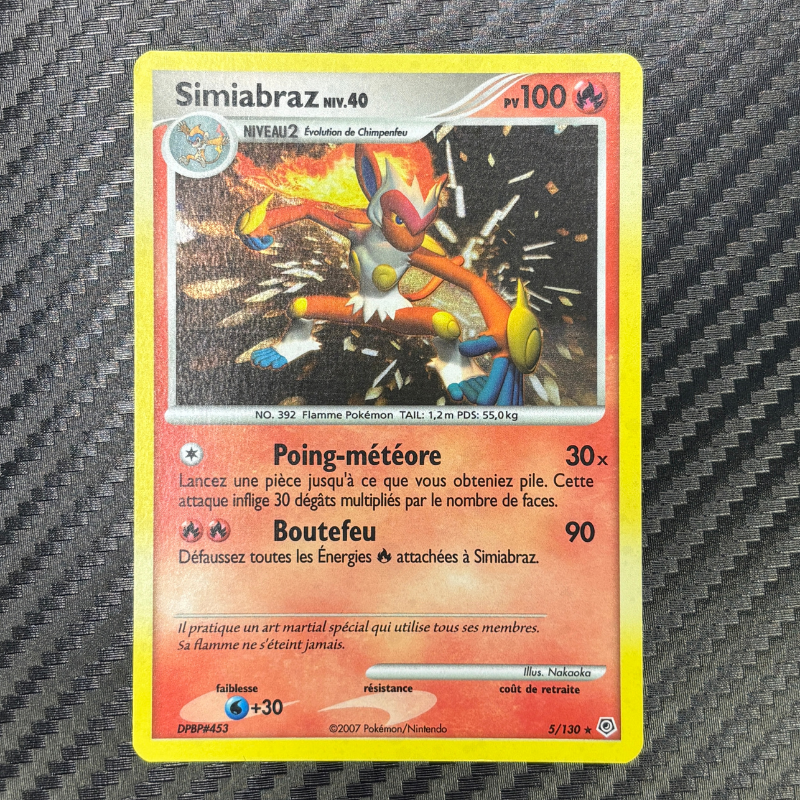 Simiabraz NIV.40 PV 100
NIVEAU2 Évolution de Chimpenfeu
NO. 392 Flamme Pokémon TAIL: 1,2 m PDS: 55,0 kg
Poing-météore 30x
Lancez une pièce jusqu'à ce que vous obteniez pile. Cette
attaque inflige 30 dégâts multipliés par le nombre de faces.
Boutefeu 90
Défaussez toutes les Énergies attachées à Simiabraz.
Il pratique un art martial spécial qui utilise tous ses membres.
Sa flamme ne s'éteint jamais.
Illus. Nakaoka
faiblesse résistance coût de retraite
+30
DPBP#453 ©2007 Pokémon/Nintendo 5/130 ★